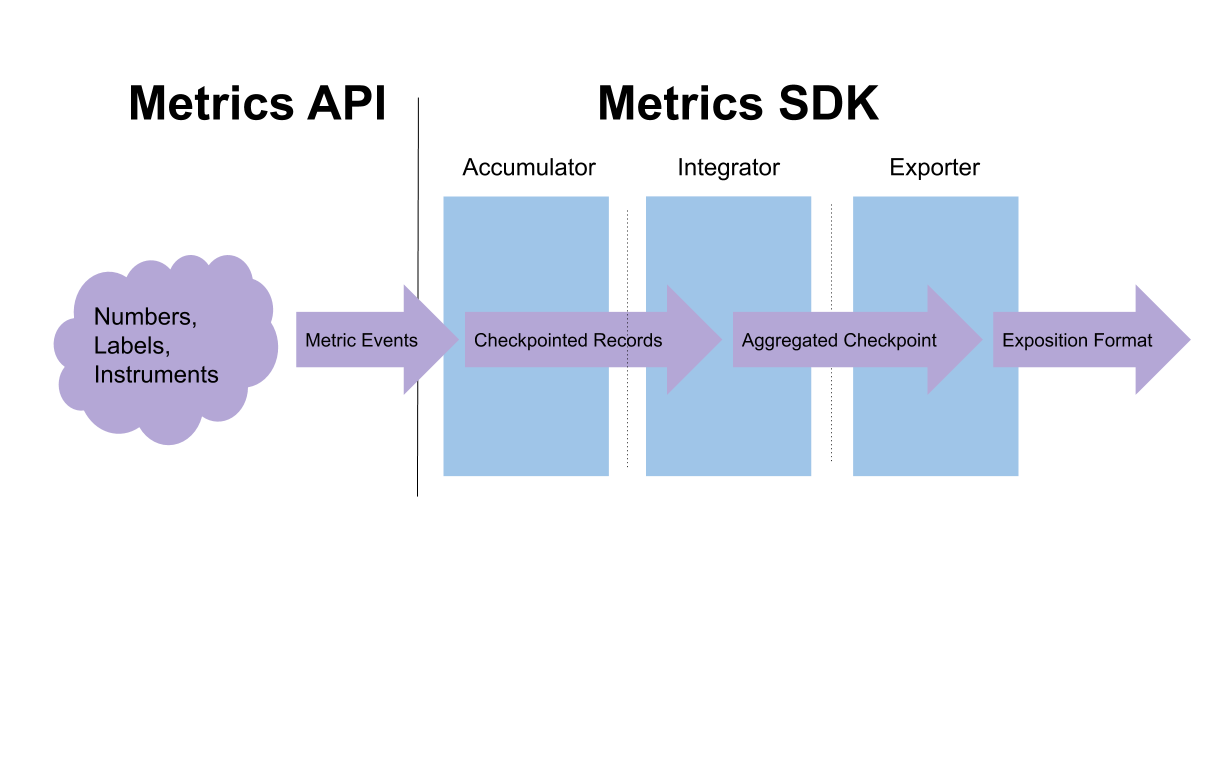 Metrics API
Metrics SDK
Accumulator
Integrator
Exporter
Numbers,
Labels,
Instruments
Metric Events
Checkpointed Records
Aggregated Checkpoint
Exposition Format